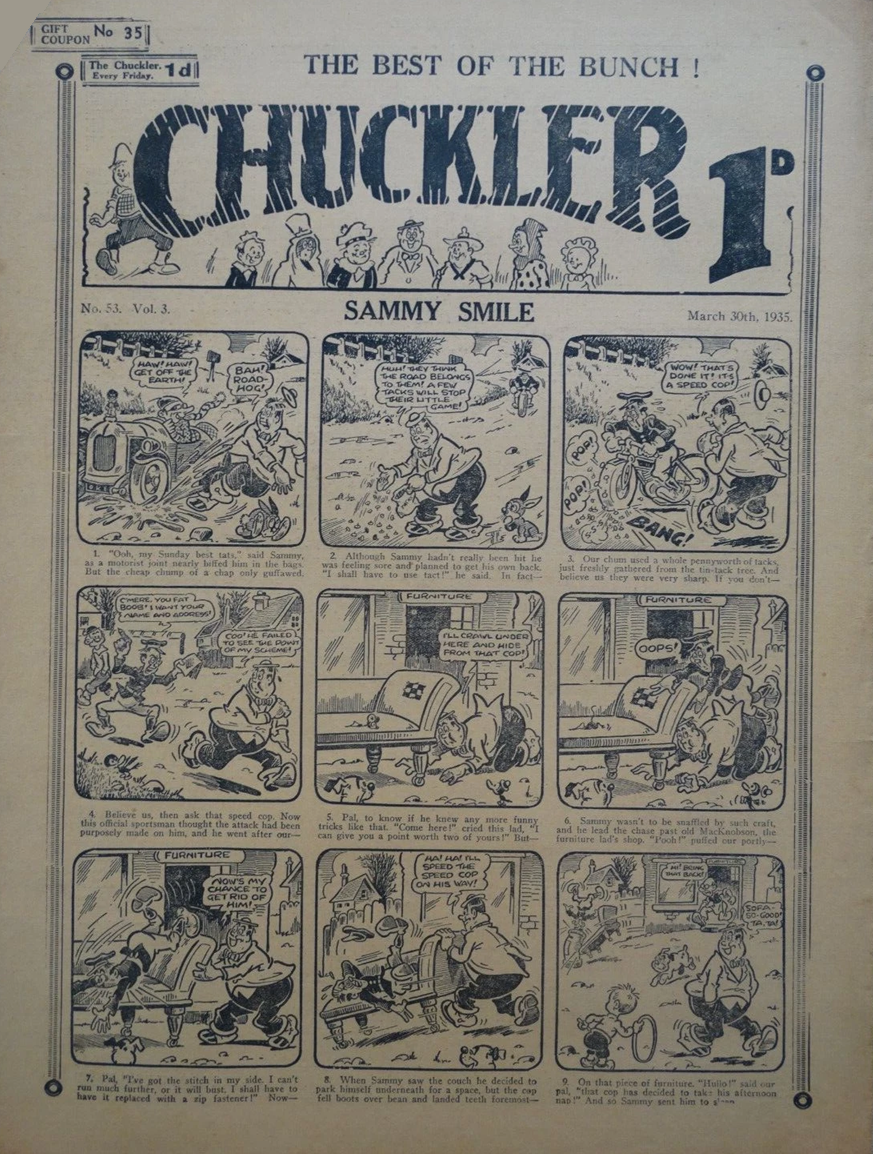 GIFT
COUPON No 35
The Chuckler.
Every Friday. 1d
THE BEST OF THE BUNCH !
CHUCKLER 1D
No. 53. Vol. 3.
SAMMY SMILE
March 30th, 1935.
HAW! HAW!
GET OFF THE
EARTH!
BAH!
ROAD-
HOG!
1. "Ooh, my Sunday best tats," said Sammy,
as a motorist joint nearly biffed him in the bags.
But the cheap chump of a chap only guffawed.
HUH! THEY THINK
THE ROAD BELONGS
TO THEM! A FEW
TACKS WILL STOP
THEIR LITTLE
GAME!
2. Although Sammy hadn't really been hit he
was feeling sore and planned to get his own back.
"I shall have to use tact!" he said. In fact—
WOW! THAT'S
DONE IT! IT'S
A SPEED COP!
POP!
POP!
BANG!
3. Our chum used a whole pennyworth of tacks,
just freshly gathered from the tin-tack tree. And
believe us they were very sharp. If you don't—
C'MERE, YOU FAT
BOOB! I WANT YOUR
NAME AND ADDRESS!
COO! HE FAILED
TO SEE THE POINT
OF MY SCHEME!
4. Believe us, then ask that speed cop. Now
this official sportsman thought the attack had been
purposely made on him, and he went after our—
FURNITURE
I'LL CRAWL UNDER
HERE AND HIDE
FROM THAT COP!
5. Pal, to know if he knew any more funny
tricks like that. "Come here!" cried this lad, "I
can give you a point worth two of yours!" But—
FURNITURE
OOPS!
6. Sammy wasn't to be snaffled by such craft,
and he lead the chase past old MacKnobson, the
furniture lad's shop. "Pooh!" puffed our portly—
FURNITURE
NOW'S MY
CHANCE TO
GET RID OF
HIM!
7. Pal, "I've got the stitch in my side. I can't
run much further, or it will bust. I shall have to
have it replaced with a zip fastener!" Now—
HA! HA! I'LL
SPEED THE
SPEED COP
ON HIS WAY!
8. When Sammy saw the couch he decided to
park himself underneath for a space, but the cop
fell boots over bean and landed teeth foremost—
HI! BRING
THAT BACK!
SOFA-
SO-GOOD!
TA, TA!
9. On that piece of furniture. "Hullo!" said our
pal, "that cop has decided to take his afternoon
nap!" And so Sammy sent him to